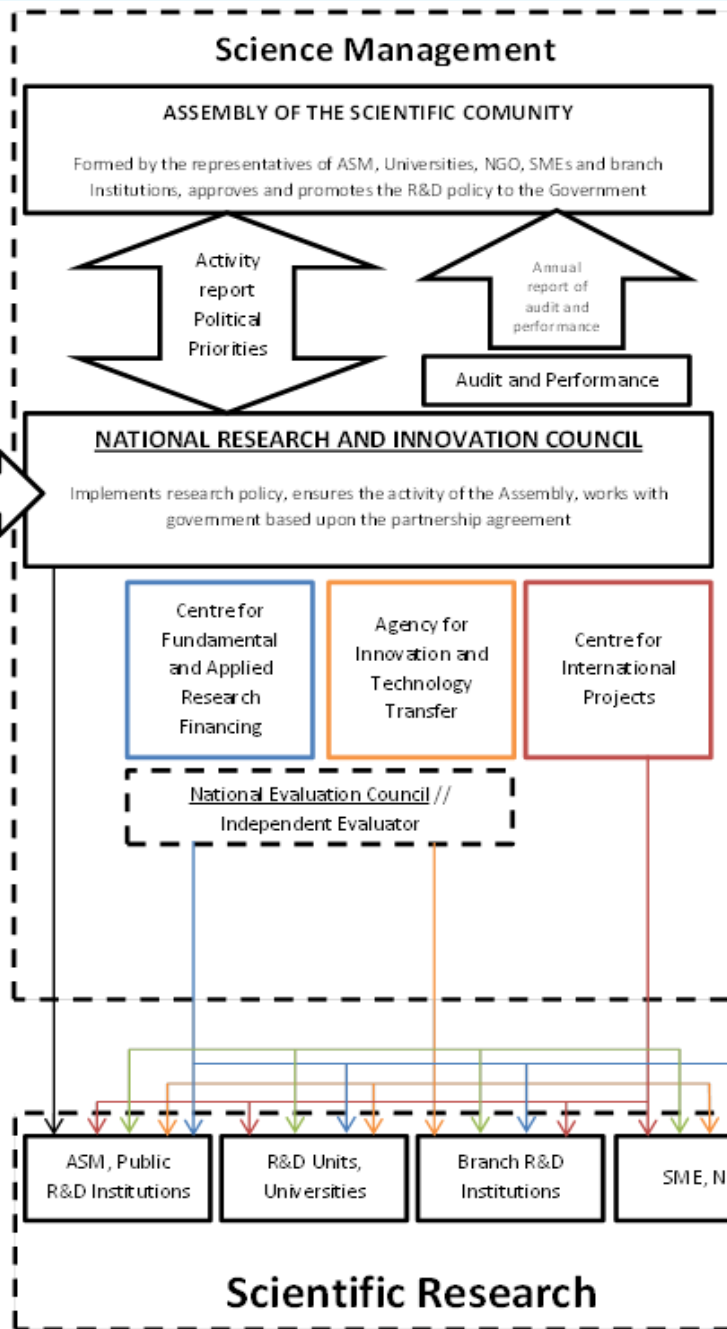 Science Management
ASSEMBLY OF THE SCIENTIFIC COMUNITY
Formed by the representatives of ASM, Universities, NGO, SMEs and branch
Institutions, approves and promotes the R&D policy to the Government
Activity
report
Political
Priorities
Annual
report of
audit and
performance
Audit and Performance
NATIONAL RESEARCH AND INNOVATION COUNCIL
Implements research policy, ensures the activity of the Assembly, works with
government based upon the partnership agreement
Centre for
Fundamental
and Applied
Research
Financing
Agency for
Innovation and
Technology
Transfer
Centre for
International
Projects
National Evaluation Council //
Independent Evaluator
ASM, Public
R&D Institutions
R&D Units,
Universities
Branch R&D
Institutions
SME, N
Scientific Research